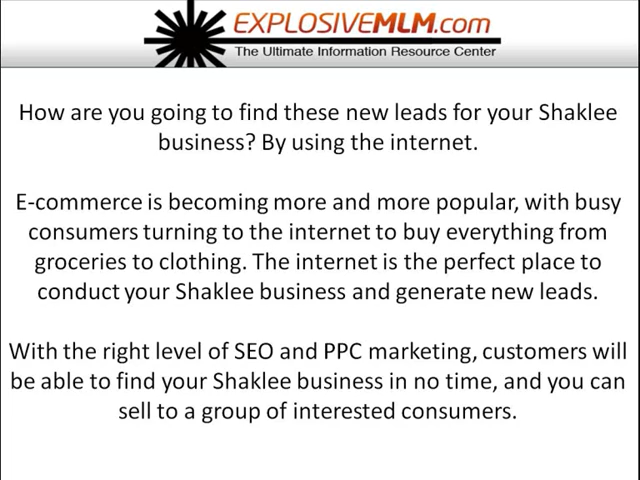 EXPLOSIVEMLM.com
The Ultimate Information Resource Center
How are you going to find these new leads for your Shaklee
business? By using the internet.
E-commerce is becoming more and more popular, with busy
consumers turning to the internet to buy everything from
groceries to clothing. The internet is the perfect place to
conduct your Shaklee business and generate new leads.
With the right level of SEO and PPC marketing, customers will
be able to find your Shaklee business in no time, and you can
sell to a group of interested consumers.